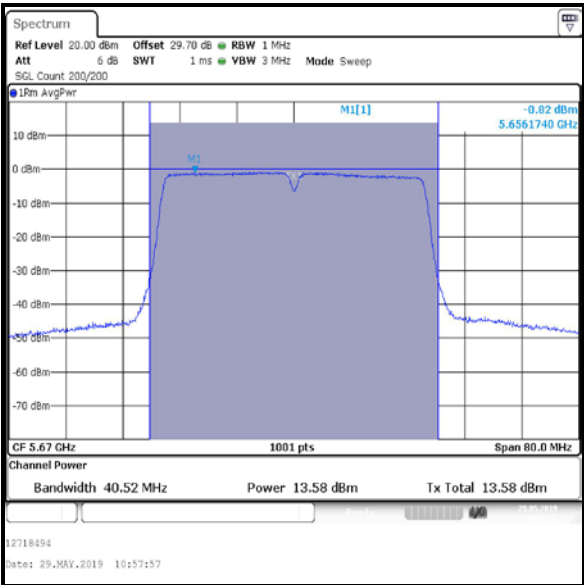 Spectrum
Ref Level 20.00 dBm Offset 29.70 dB RBW 1 MHz
Att 6 dB SWT 1 ms VBW 3 MHz Mode Sweep
SGL Count 200/200
1Rm AvgPwr
M1[1] -0.02 dBm
5.6561740 GHz
10 dBm
M1
0 dBm
-10 dBm
-20 dBm
-30 dBm
-40 dBm
-50 dBm
-60 dBm
-70 dBm
CF 5.67 GHz 1001 pts Span 80.0 MHz
Channel Power
Bandwidth 40.52 MHz Power 13.58 dBm Tx Total 13.58 dBm
Ready 29.05.2019
12718494
Date: 29.MAY.2019 10:57:57